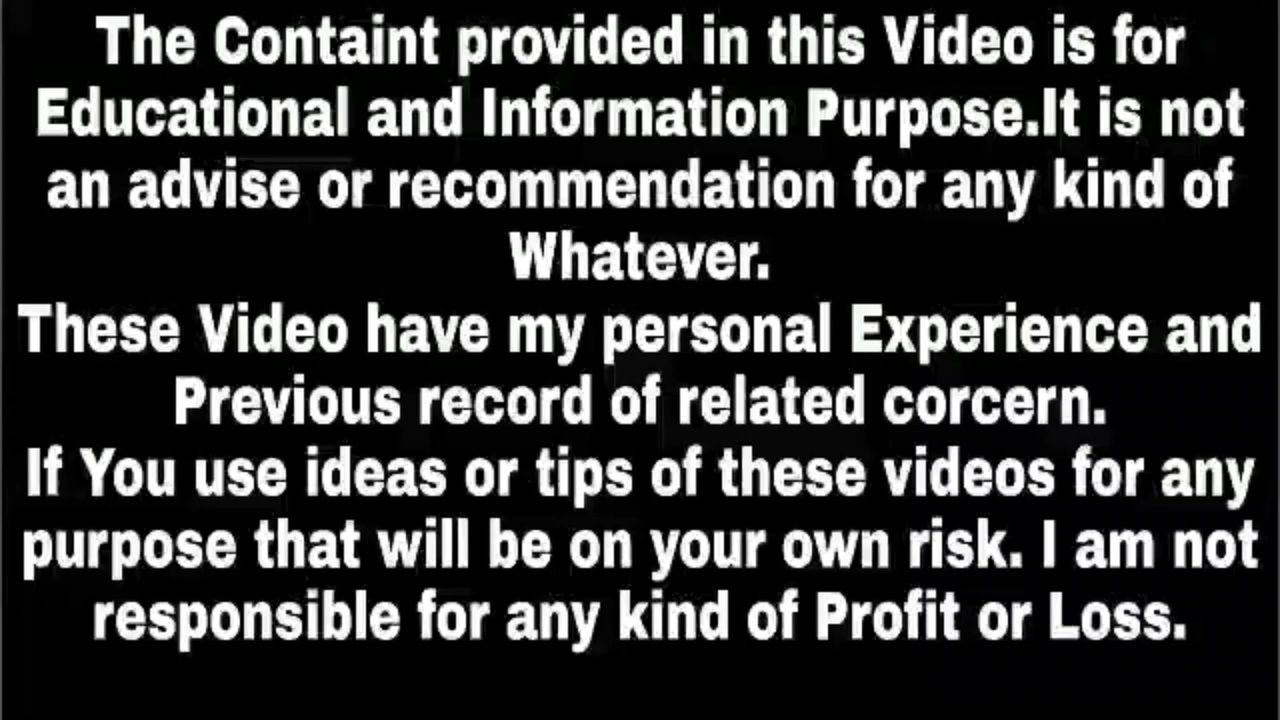 The Containt provided in this Video is for
Educational and Information Purpose.It is not
an advise or recommendation for any kind of
Whatever.
These Video have my personal Experience and
Previous record of related corcern.
If You use ideas or tips of these videos for any
purpose that will be on your own risk. I am not
responsible for any kind of Profit or Loss.